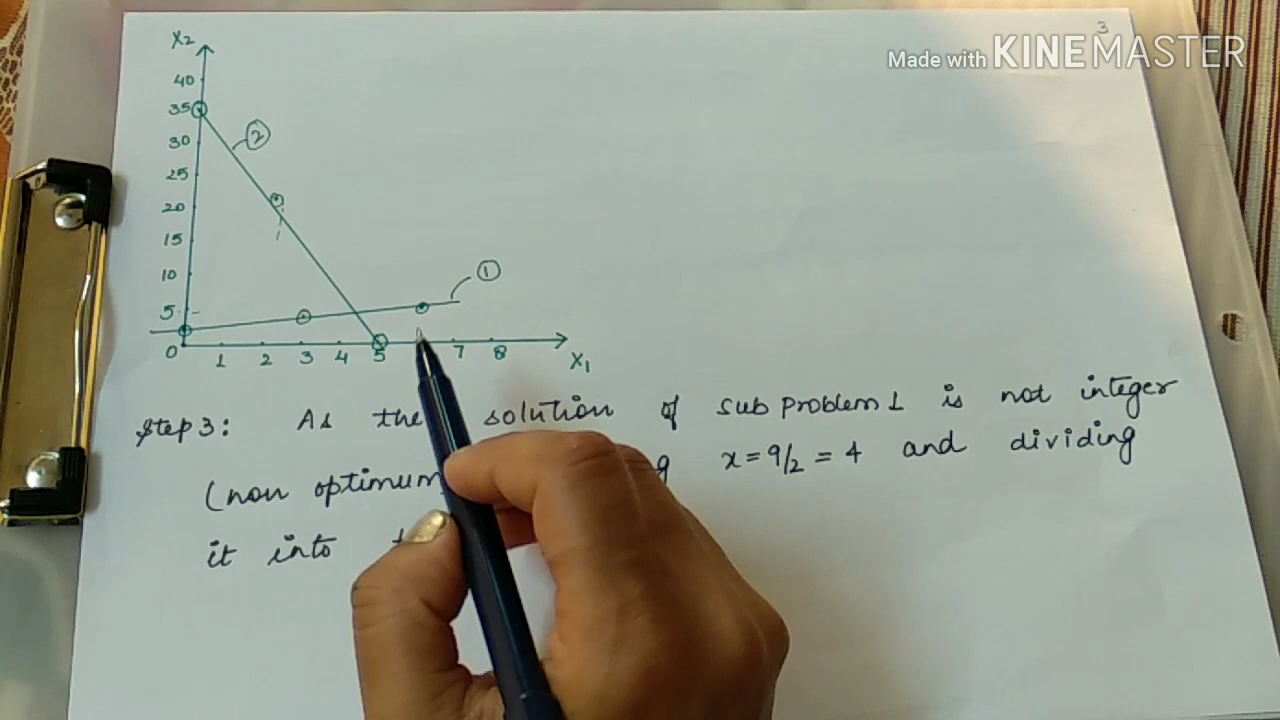 3
Made with KINEMASTER
X2
40
35
30
25
20
15
10
5
0 1 2 3 4 5 7 8
X1
2
1
Step 3: As the solution of sub problem 1 is not integer
(non optimum x = 9/2 = 4 and dividing
it into